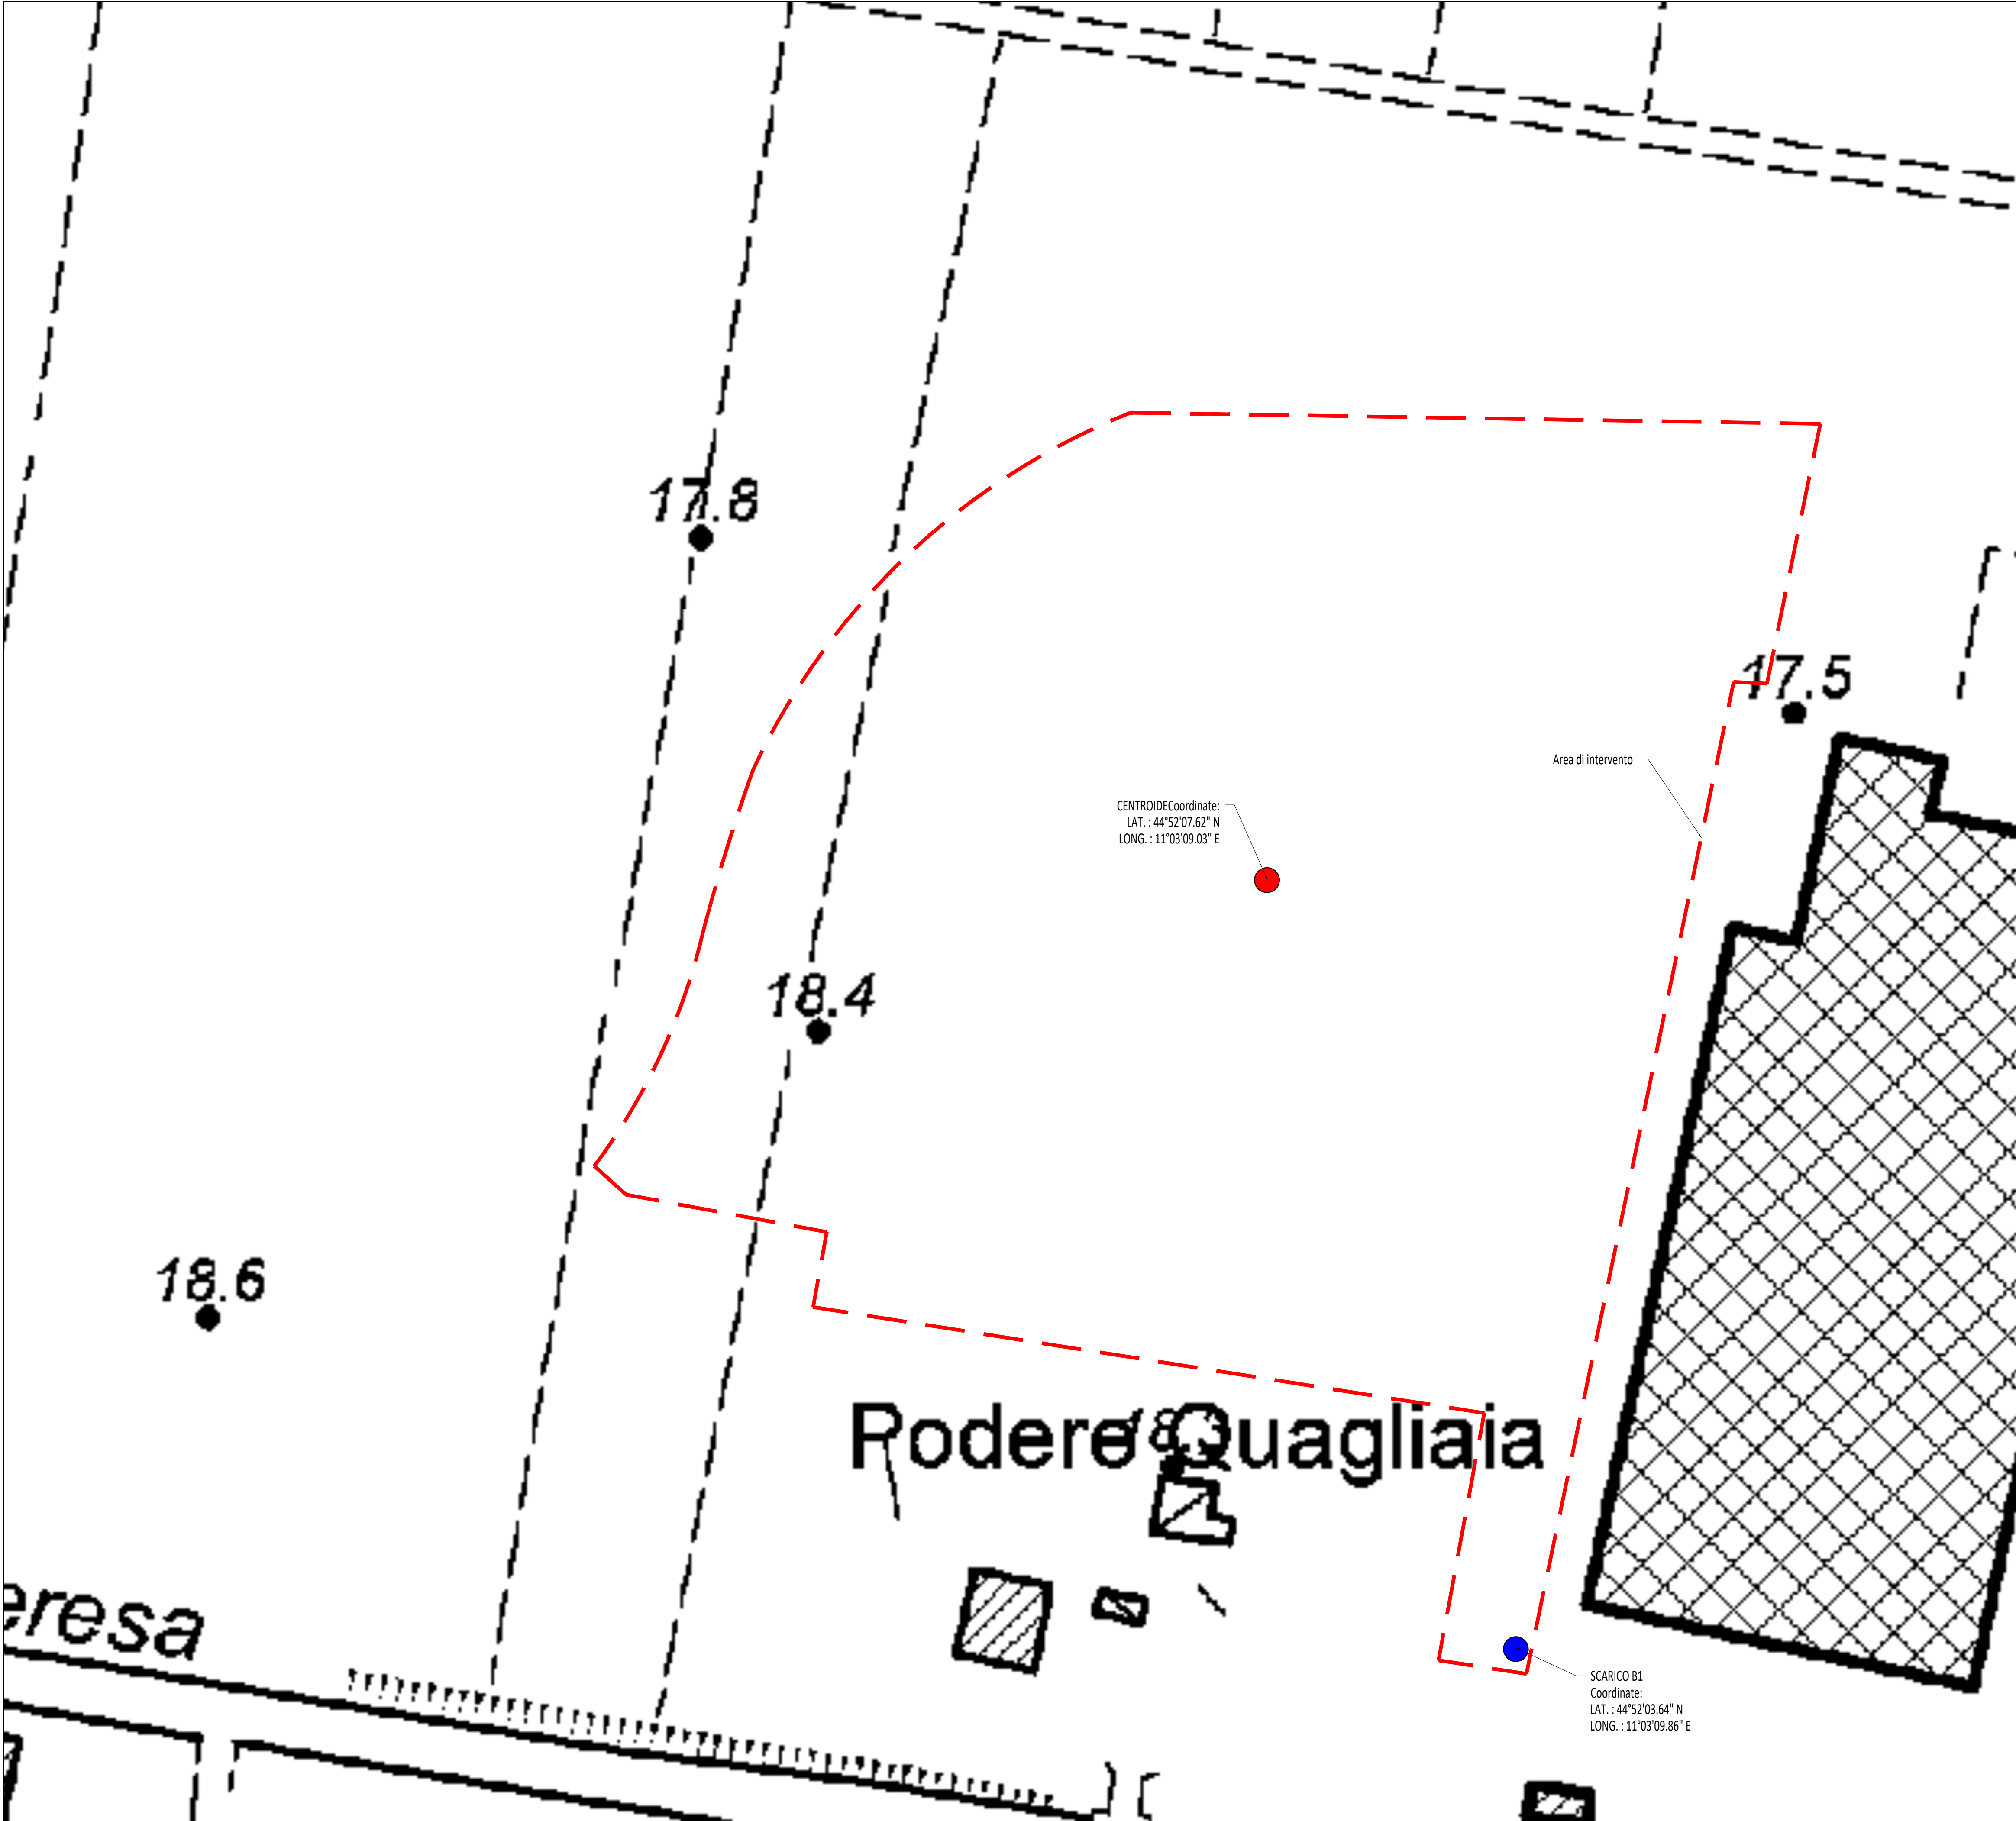 17.8
17.5
Area di intervento
CENTROIDECoordinate:
LAT. : 44°52'07.62" N
LONG. : 11°03'09.03" E
18.4
18.6
Podere Quagliaia
eresa
SCARICO B1
Coordinate:
LAT. : 44°52'03.64" N
LONG. : 11°03'09.86" E